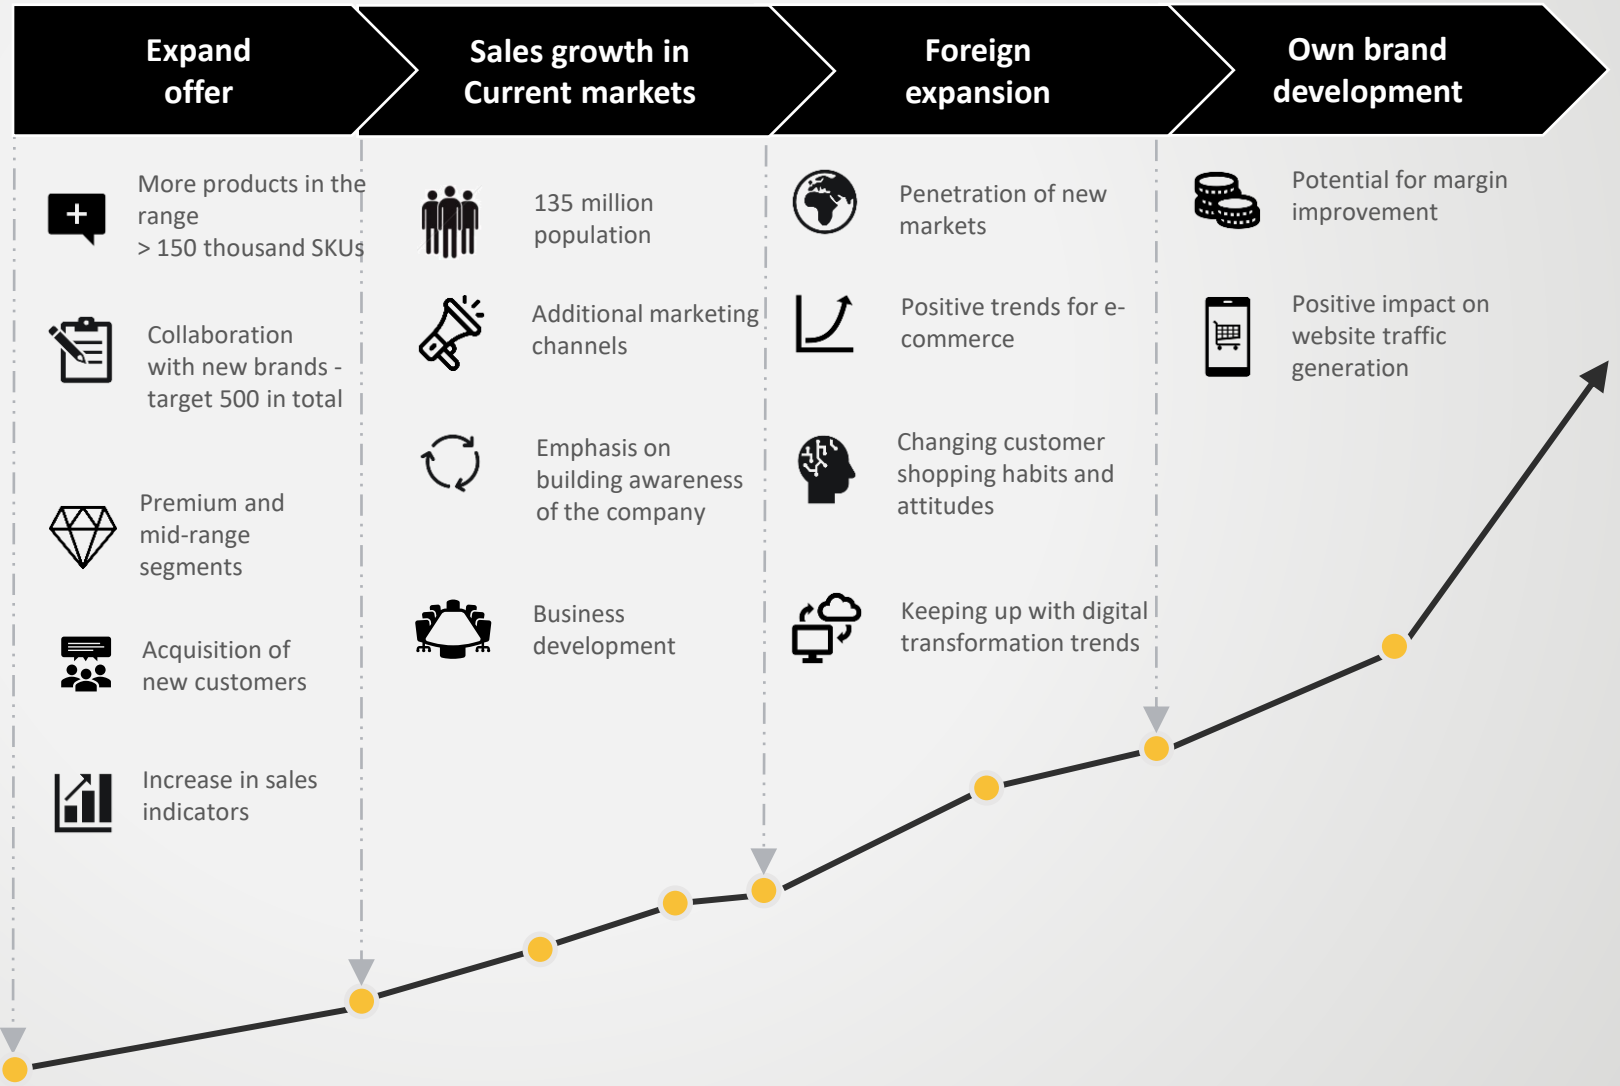 Expand
offer
Sales growth in
Current markets
Foreign
expansion
Own brand
development
More products in the
range
> 150 thousand SKUs
Collaboration
with new brands -
target 500 in total
Premium and
mid-range
segments
Acquisition of
new customers
Increase in sales
indicators
135 million
population
Additional marketing
channels
Emphasis on
building awareness
of the company
Business
development
Penetration of new
markets
Positive trends for e-
commerce
Changing customer
shopping habits and
attitudes
Keeping up with digital
transformation trends
Potential for margin
improvement
Positive impact on
website traffic
generation